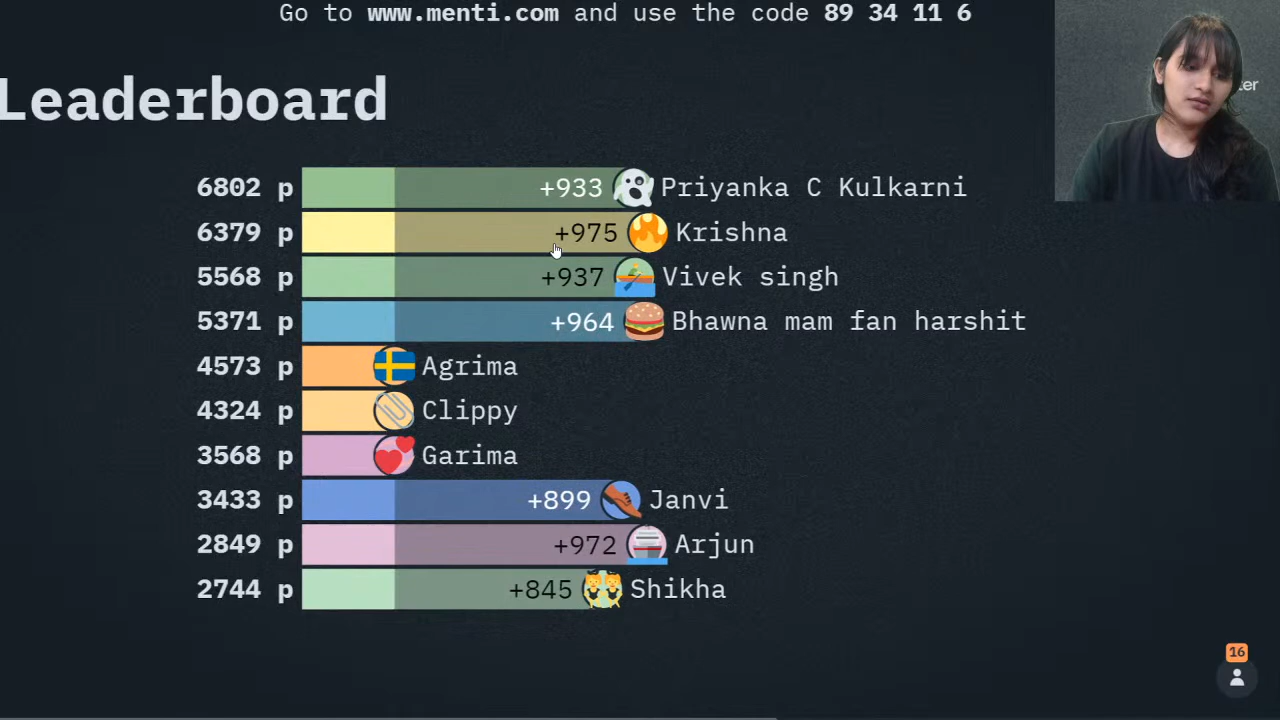 Go to www.menti.com and use the code 89 34 11 6
Leaderboard
6802 p +933 Priyanka C Kulkarni
6379 p +975 Krishna
5568 p +937 Vivek singh
5371 p +964 Bhawna mam fan harshit
4573 p Agrima
4324 p Clippy
3568 p Garima
3433 p +899 Janvi
2849 p +972 Arjun
2744 p +845 Shikha
16